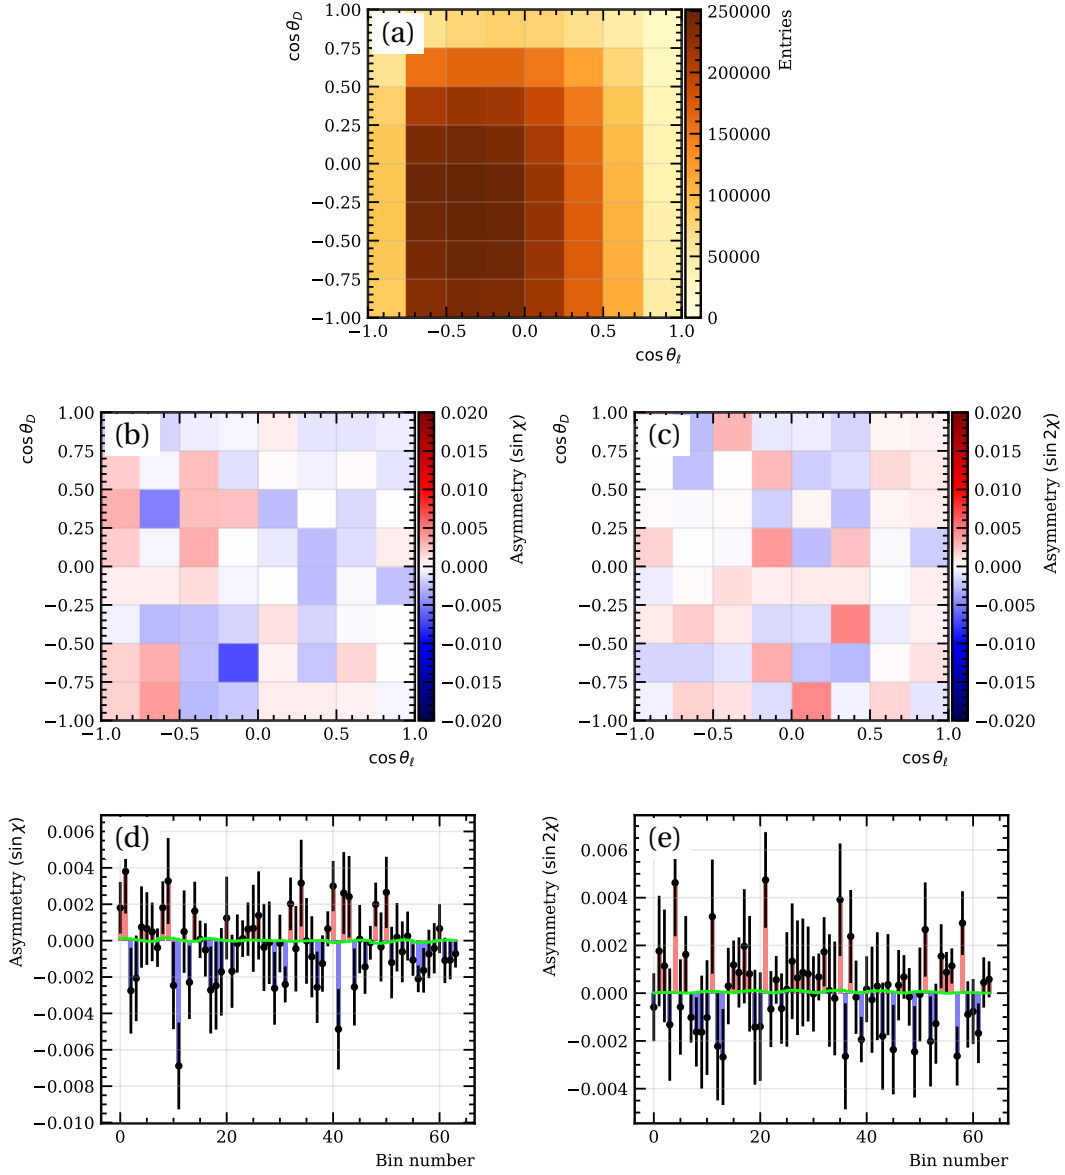 (a)
cos θ_D
1.00
0.75
0.50
0.25
0.00
−0.25
−0.50
−0.75
−1.00
−1.0 −0.5 0.0 0.5 1.0
cos θ_ℓ
250000
200000
150000
100000
50000
0
Entries
(b)
cos θ_D
1.00
0.75
0.50
0.25
0.00
−0.25
−0.50
−0.75
−1.00
−1.0 −0.5 0.0 0.5 1.0
cos θ_ℓ
0.020
0.015
0.010
0.005
0.000
−0.005
−0.010
−0.015
−0.020
Asymmetry (sin χ)
(c)
cos θ_D
1.00
0.75
0.50
0.25
0.00
−0.25
−0.50
−0.75
−1.00
−1.0 −0.5 0.0 0.5 1.0
cos θ_ℓ
0.020
0.015
0.010
0.005
0.000
−0.005
−0.010
−0.015
−0.020
Asymmetry (sin 2χ)
(d)
Asymmetry (sin χ)
0.006
0.004
0.002
0.000
−0.002
−0.004
−0.006
−0.008
−0.010
0 20 40 60
Bin number
(e)
Asymmetry (sin 2χ)
0.006
0.004
0.002
0.000
−0.002
−0.004
0 20 40 60
Bin number